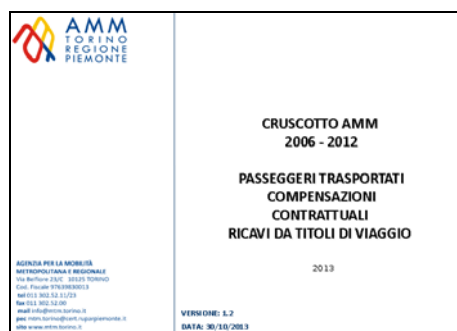 AMM
TORINO
REGIONE
PIEMONTE
CRUSCOTTO AMM
2006 - 2012
PASSEGGERI TRASPORTATI
COMPENSAZIONI
CONTRATTUALI
RICAVI DA TITOLI DI VIAGGIO
2013
AGENZIA PER LA MOBILITÀ
METROPOLITANA E REGIONALE
Via Belfiore 23/C 10125 TORINO
Cod. Fiscale 97639830013
tel 011 302.52.11/23
fax 011 302.52.00
mail info@mtm.torino.it
pec mtm.torino@cert.ruparpiemonte.it
sito www.mtm.torino.it
VERSIONE: 1.2
DATA: 30/10/2013